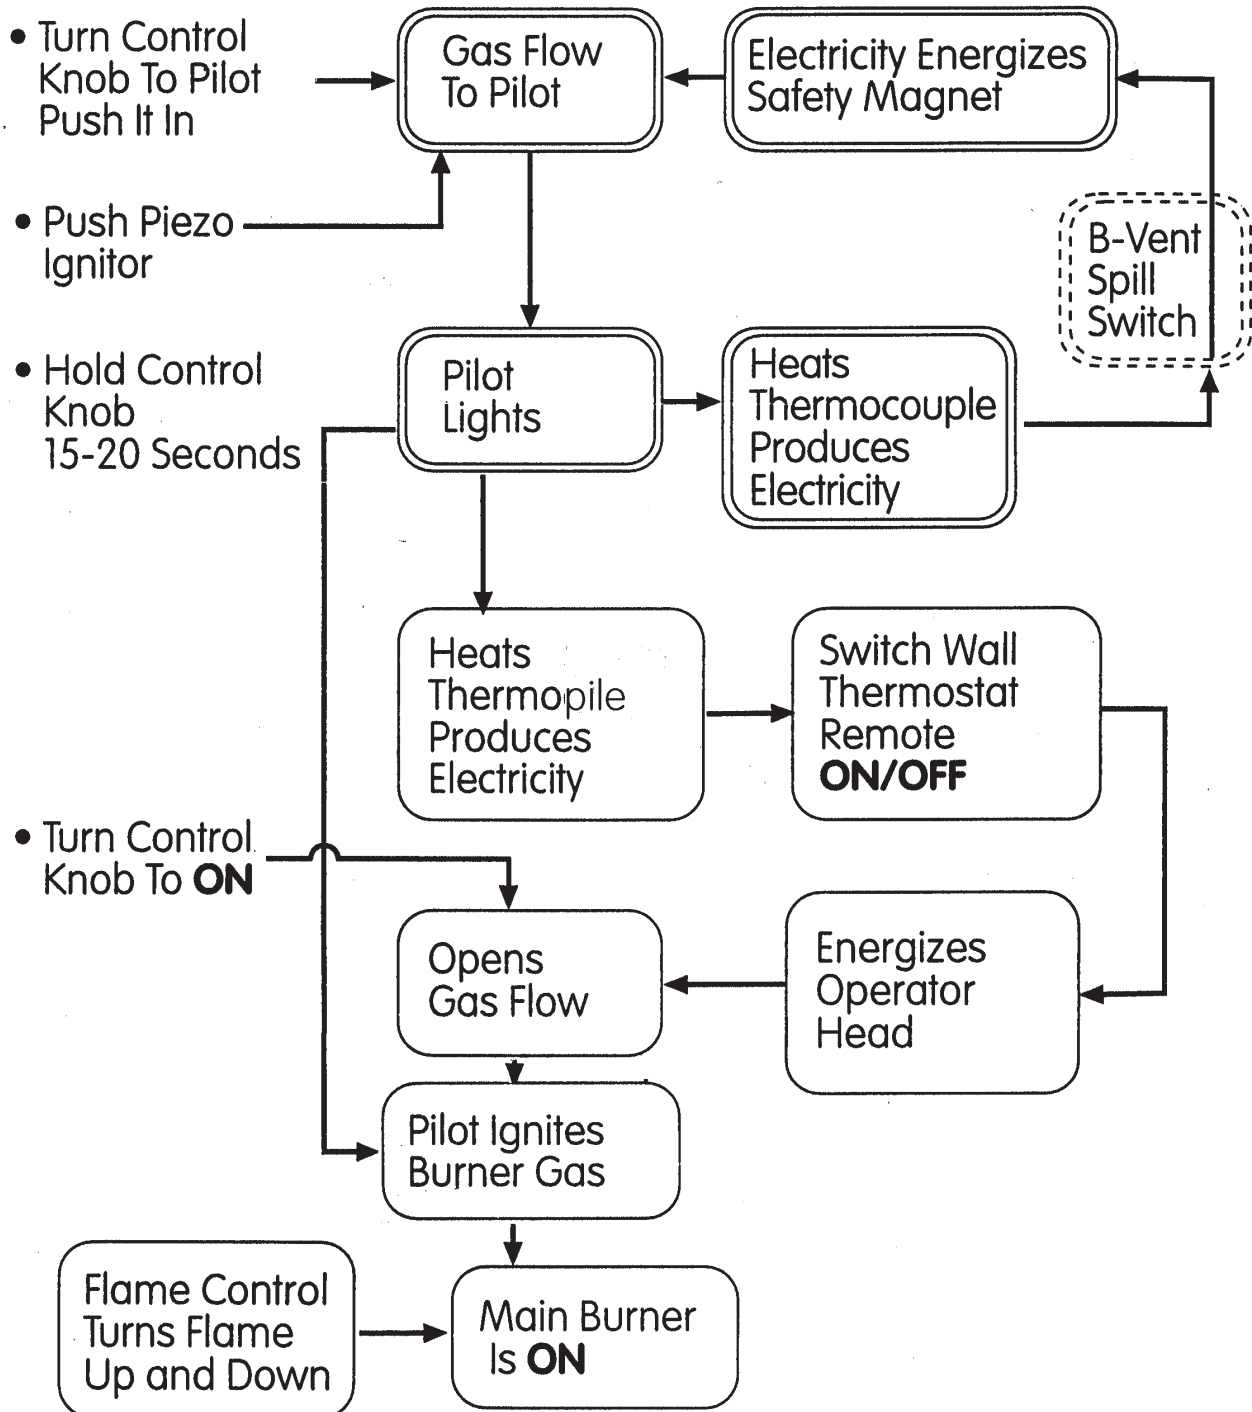 • Turn Control
Knob To Pilot
Push It In
Gas Flow
To Pilot
Electricity Energizes
Safety Magnet
• Push Piezo
Ignitor
B-Vent
Spill
Switch
• Hold Control
Knob
15-20 Seconds
Pilot
Lights
Heats
Thermocouple
Produces
Electricity
Heats
Thermopile
Produces
Electricity
Switch Wall
Thermostat
Remote
ON/OFF
• Turn Control
Knob To ON
Opens
Gas Flow
Energizes
Operator
Head
Pilot Ignites
Burner Gas
Flame Control
Turns Flame
Up and Down
Main Burner
Is ON